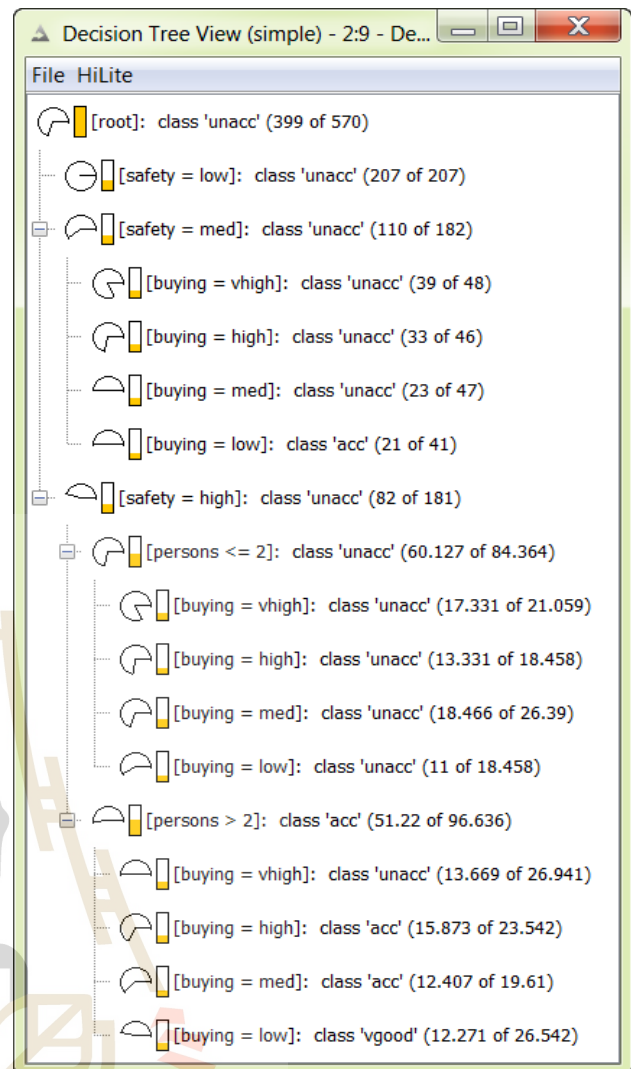 Decision Tree View (simple) - 2:9 - De...
File HiLite
[root]: class 'unacc' (399 of 570)
[safety = low]: class 'unacc' (207 of 207)
[safety = med]: class 'unacc' (110 of 182)
[buying = vhigh]: class 'unacc' (39 of 48)
[buying = high]: class 'unacc' (33 of 46)
[buying = med]: class 'unacc' (23 of 47)
[buying = low]: class 'acc' (21 of 41)
[safety = high]: class 'unacc' (82 of 181)
[persons <= 2]: class 'unacc' (60.127 of 84.364)
[buying = vhigh]: class 'unacc' (17.331 of 21.059)
[buying = high]: class 'unacc' (13.331 of 18.458)
[buying = med]: class 'unacc' (18.466 of 26.39)
[buying = low]: class 'unacc' (11 of 18.458)
[persons > 2]: class 'acc' (51.22 of 96.636)
[buying = vhigh]: class 'unacc' (13.669 of 26.941)
[buying = high]: class 'acc' (15.873 of 23.542)
[buying = med]: class 'acc' (12.407 of 19.61)
[buying = low]: class 'vgood' (12.271 of 26.542)